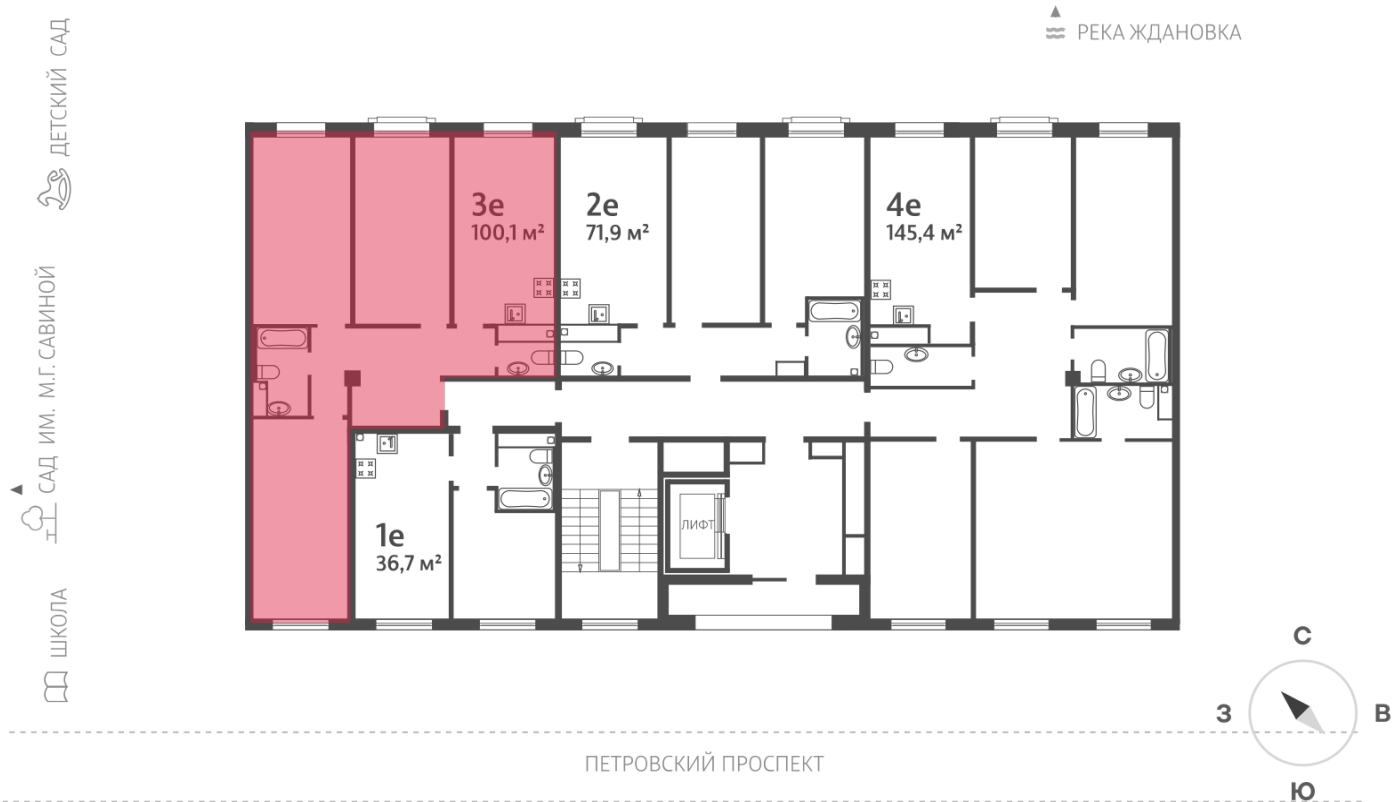 РЕКА ЖДАНОВКА
ДЕТСКИЙ САД
САД ИМ. М.Г. САВИНОЙ
ШКОЛА
3е
100,1 м²
2е
71,9 м²
4е
145,4 м²
1е
36,7 м²
ЛИФТ
С
З
В
Ю
ПЕТРОВСКИЙ ПРОСПЕКТ